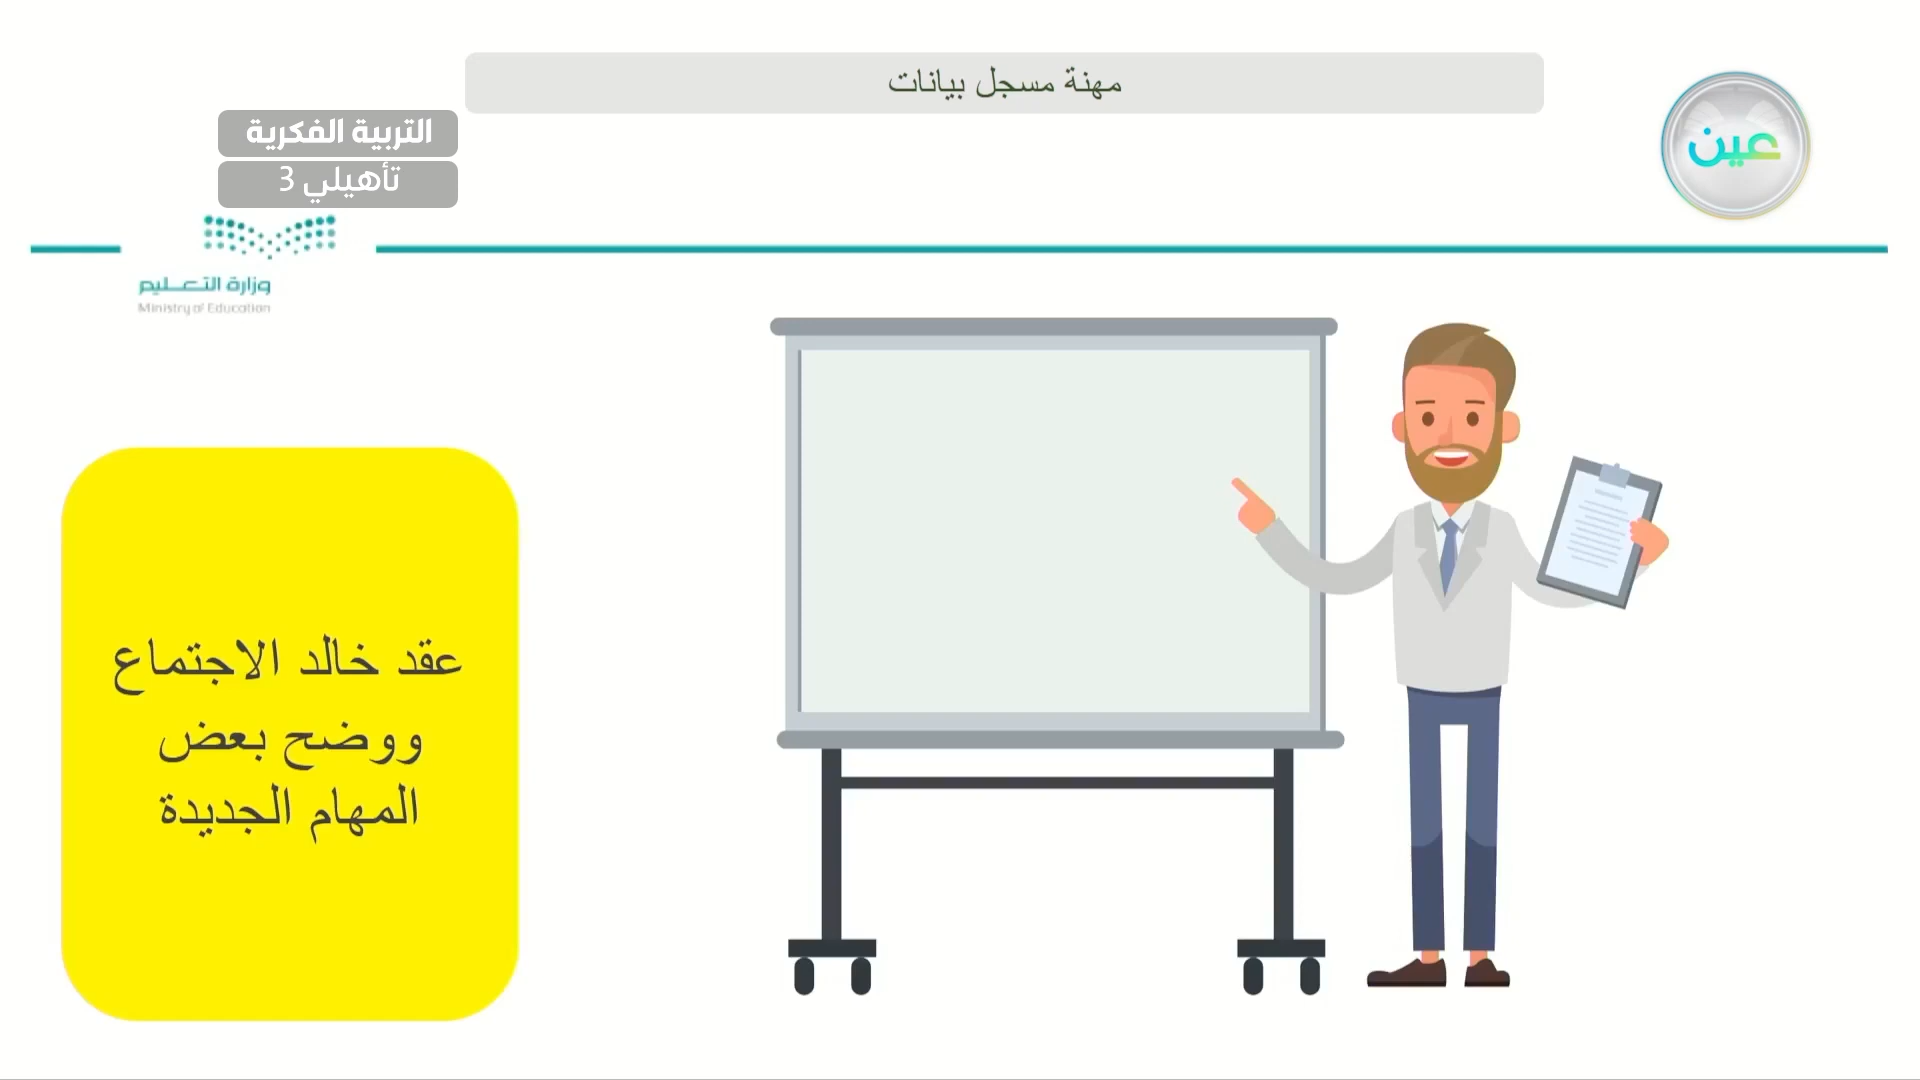 مهنة مسجل بيانات
عين
التربية الفكرية
تأهيلي 3
وزارة التعليم
Ministry of Education
عقد خالد الاجتماع
ووضح بعض
المهام الجديدة